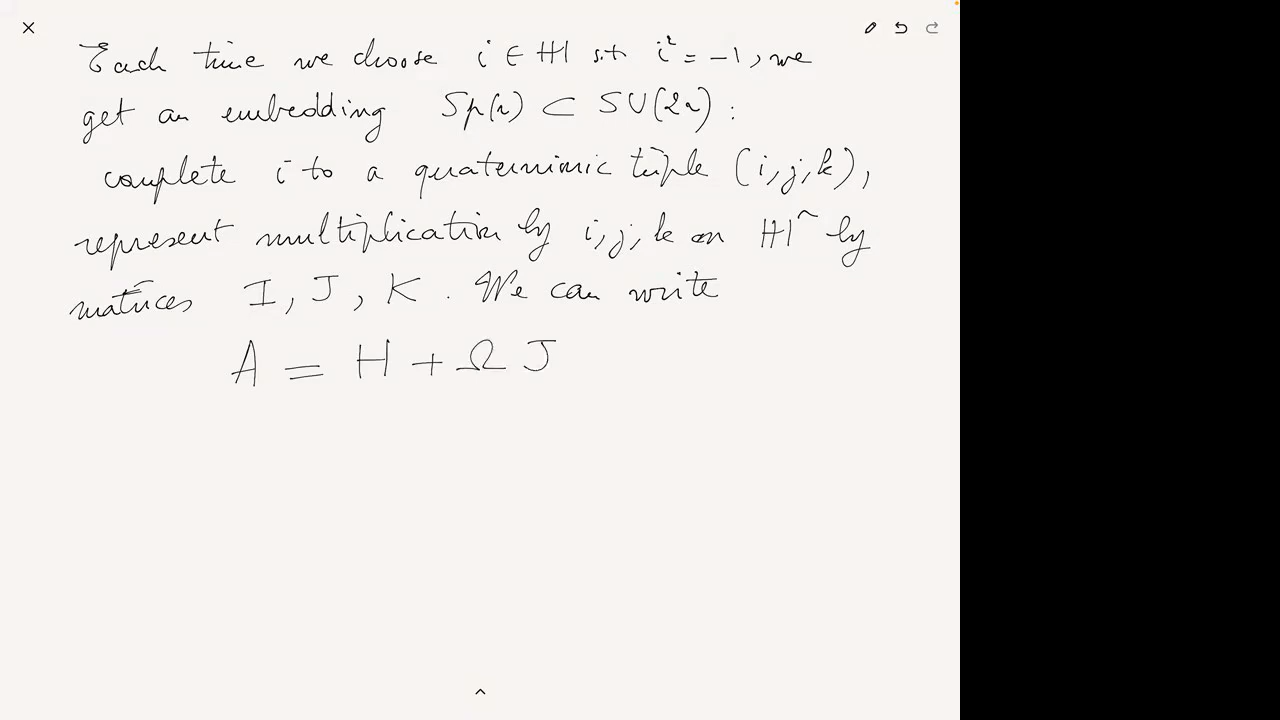 Each time we choose i ∈ ℍ s.t. i² = -1, we
get an embedding Sp(n) ⊂ SU(2n) :
complete i to a quaternionic triple (i, j, k),
represent multiplication by i, j, k on ℍⁿ by
matrices I, J, K. We can write
A = H + Ω J